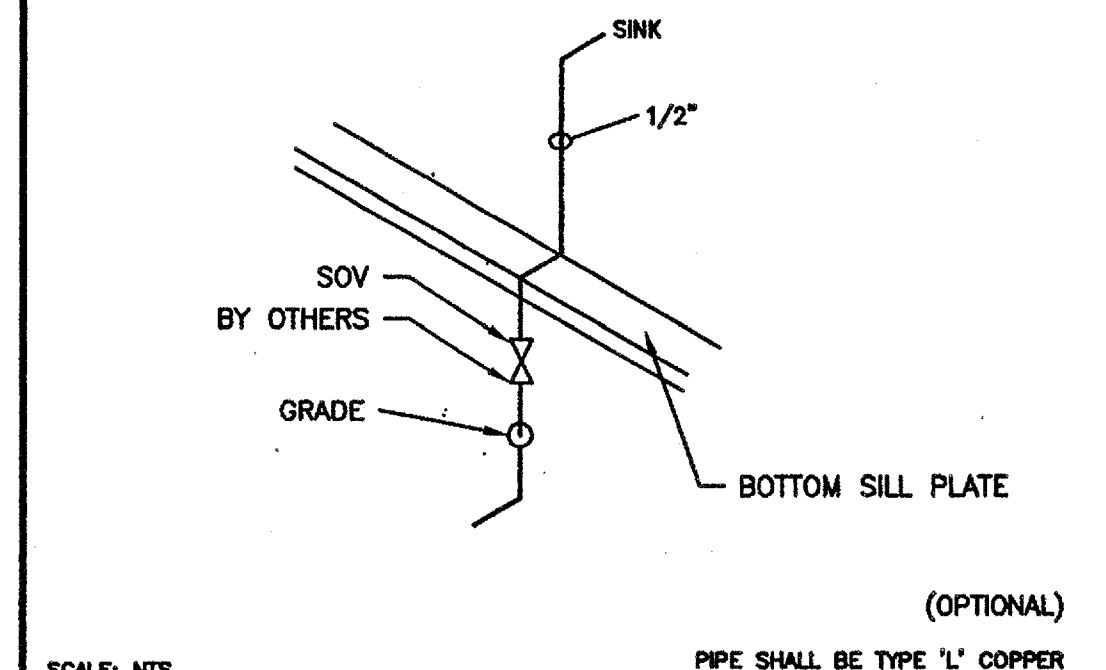 SINK
1/2"
SOV
BY OTHERS
GRADE
BOTTOM SILL PLATE
(OPTIONAL)
SCALE: NTS
PIPE SHALL BE TYPE 'L' COPPER